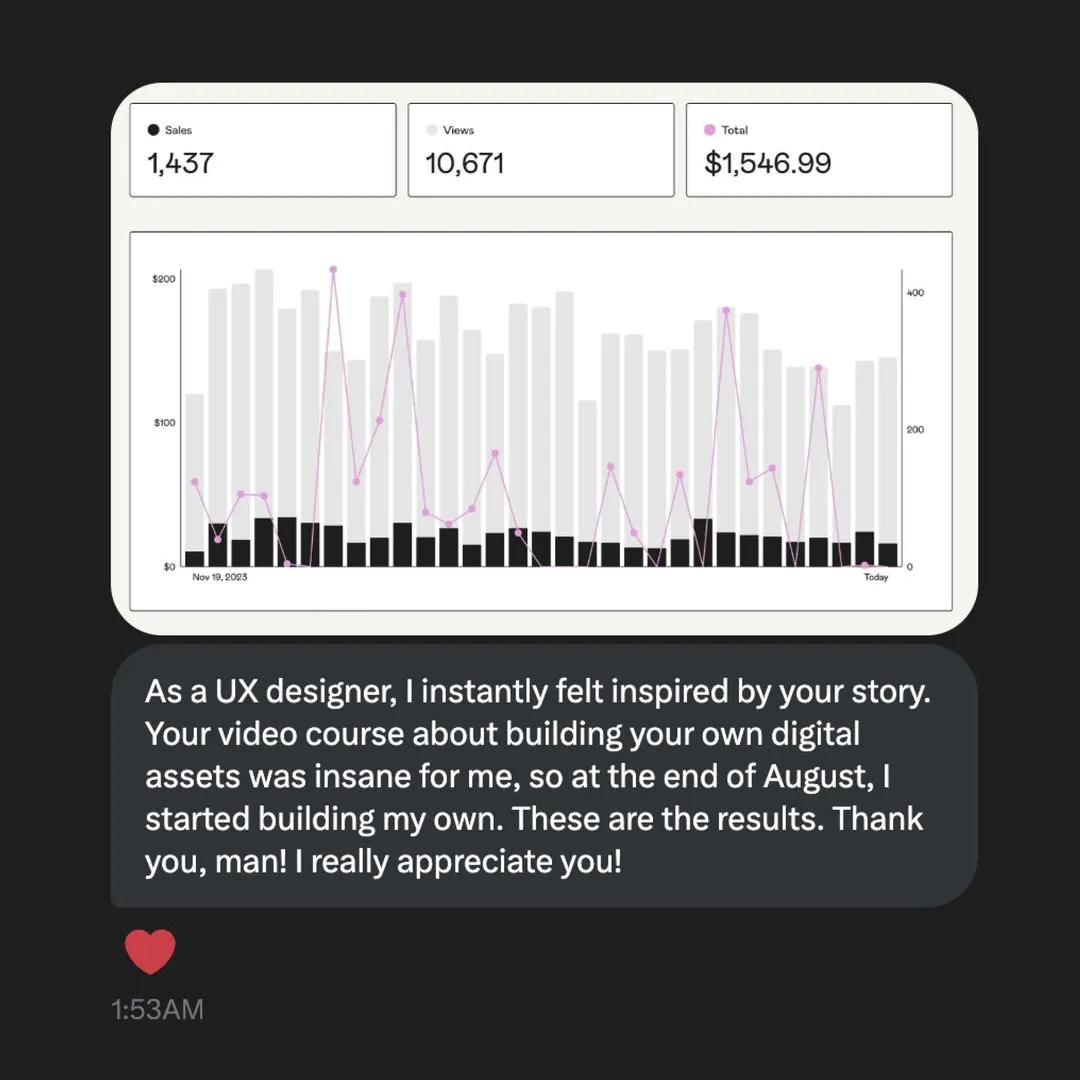 Sales
1,437
Views
10,671
Total
$1,546.99
$200
$100
$0
400
200
0
Nov 19, 2023
Today
As a UX designer, I instantly felt inspired by your story.
Your video course about building your own digital
assets was insane for me, so at the end of August, I
started building my own. These are the results. Thank
you, man! I really appreciate you!
1:53AM